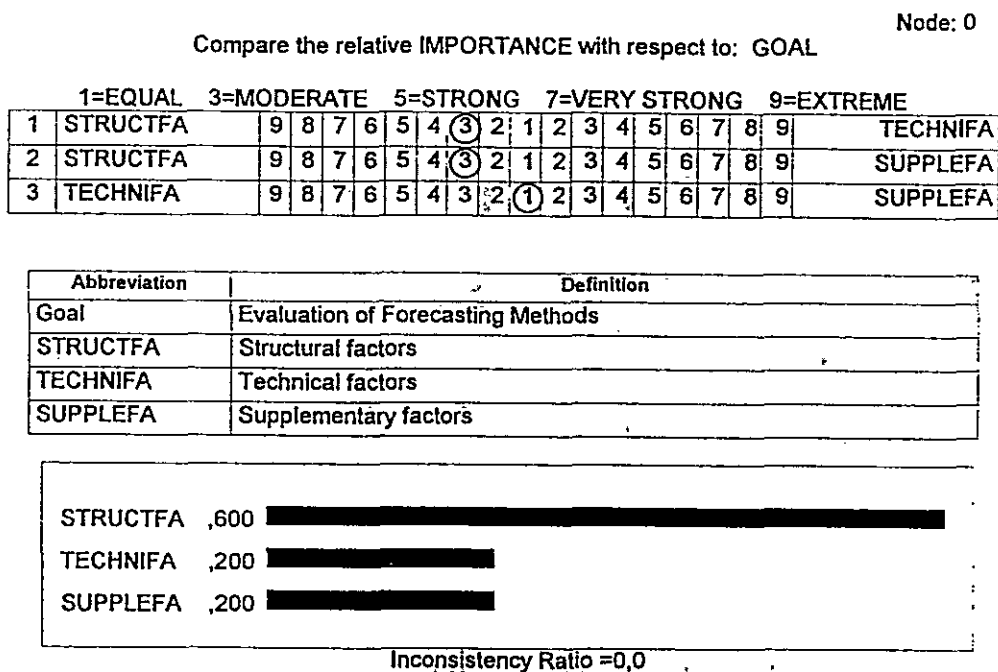 Node: 0
Compare the relative IMPORTANCE with respect to: GOAL
1=EQUAL 3=MODERATE 5=STRONG 7=VERY STRONG 9=EXTREME
1 STRUCTFA 9 8 7 6 5 4 3 2 1 2 3 4 5 6 7 8 9 TECHNIFA
2 STRUCTFA 9 8 7 6 5 4 3 2 1 2 3 4 5 6 7 8 9 SUPPLEFA
3 TECHNIFA 9 8 7 6 5 4 3 2 1 2 3 4 5 6 7 8 9 SUPPLEFA
Abbreviation Definition
Goal Evaluation of Forecasting Methods
STRUCTFA Structural factors
TECHNIFA Technical factors
SUPPLEFA Supplementary factors
STRUCTFA ,600
TECHNIFA ,200
SUPPLEFA ,200
Inconsistency Ratio =0,0